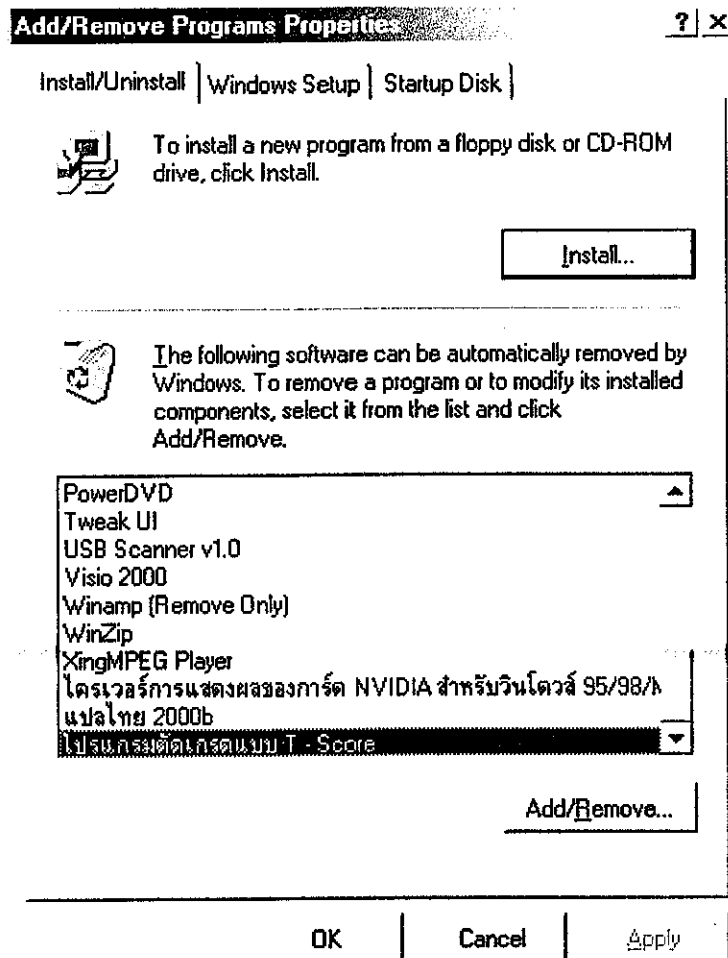 Add/Remove Programs Properties
Install/Uninstall
Windows Setup
Startup Disk
To install a new program from a floppy disk or CD-ROM
drive, click Install.
Install...
The following software can be automatically removed by
Windows. To remove a program or to modify its installed
components, select it from the list and click
Add/Remove.
PowerDVD
Tweak UI
USB Scanner v1.0
Visio 2000
Winamp (Remove Only)
WinZip
XingMPEG Player
ไดรเวอร์การแสดงผลของการ์ด NVIDIA สำหรับวินโดวส์ 95/98/
แปลไทย 2000b
โปรแกรมตัดเกรดแบบ T - Score
Add/Remove...
OK
Cancel
Apply